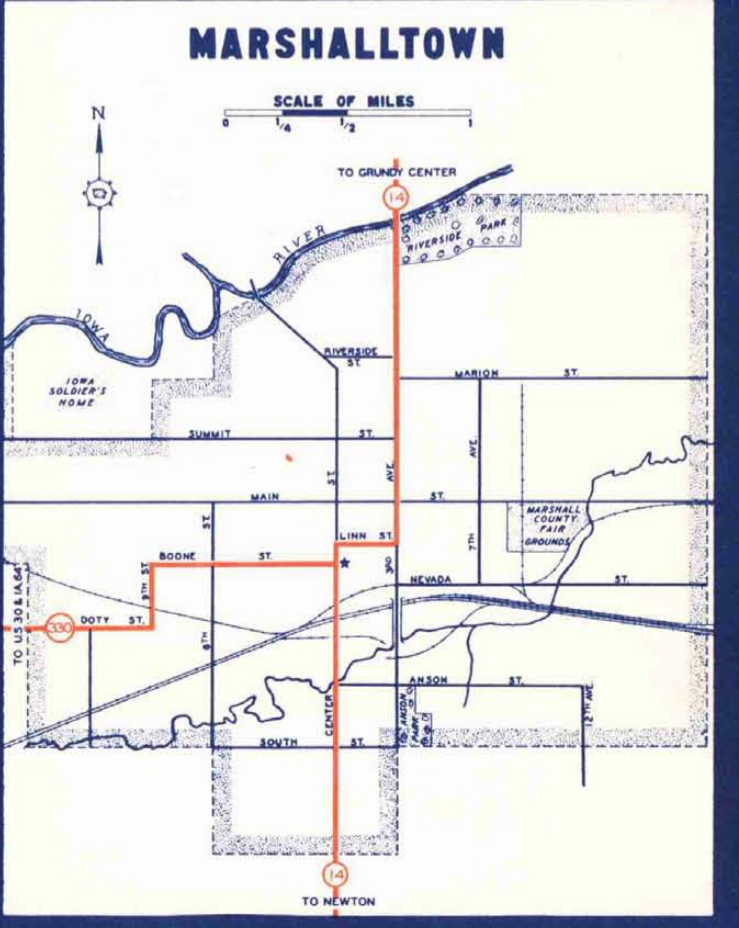 MARSHALLTOWN
SCALE OF MILES
0 1/4 1/2 1
N
TO GRUNDY CENTER
14
RIVERSIDE PARK
IOWA RIVER
IOWA
SOLDIER'S
HOME
RIVERSIDE
ST.
MARION ST.
SUMMIT ST.
AVE.
AVE.
ST.
MAIN ST.
ST.
MARSHALL
COUNTY
FAIR
GROUNDS
LINN ST.
7TH
3RD
BOONE ST.
9TH ST.
NEVADA ST.
TO U.S. 30 & IA. 64
330
DOTY ST.
8TH
ANSON ST.
CENTER
ANSON
PARK
12TH AVE.
SOUTH ST.
14
TO NEWTON